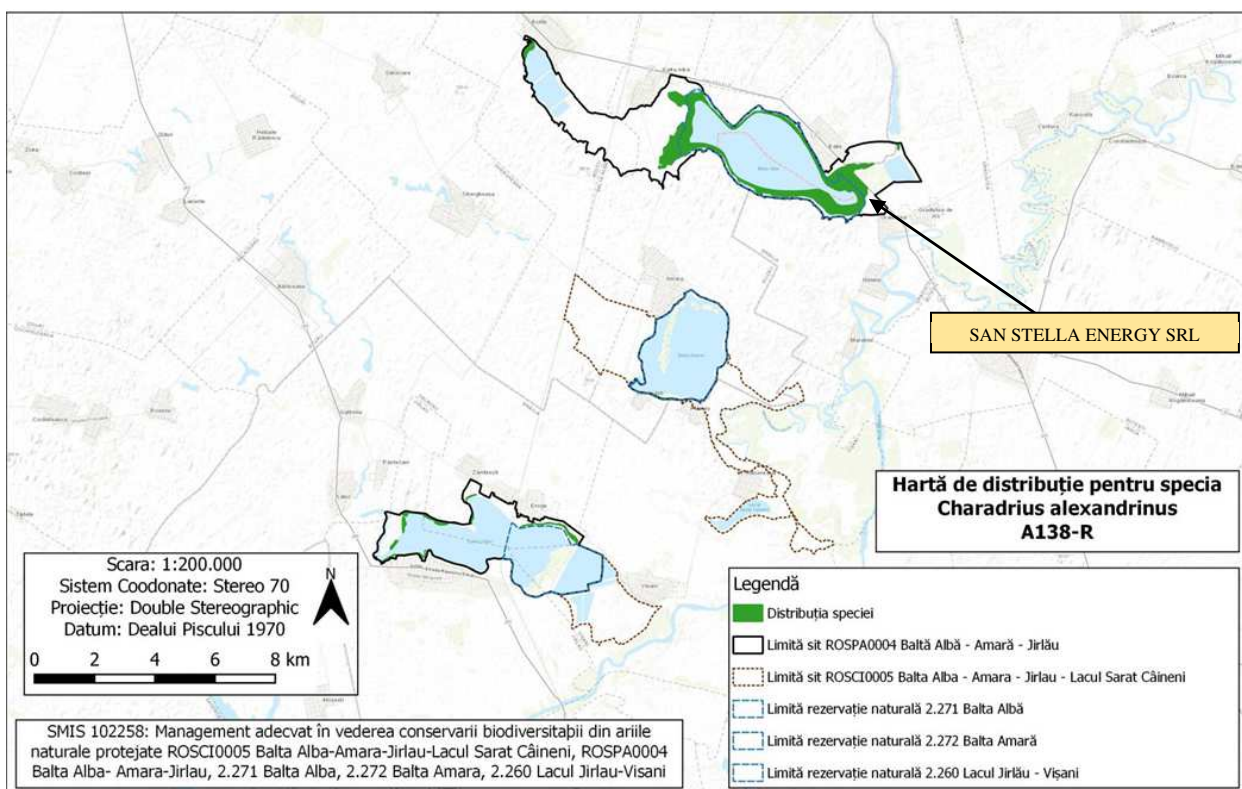 SAN STELLA ENERGY SRL
Hartă de distribuție pentru specia
Charadrius alexandrinus
A138-R
Scara: 1:200.000
Sistem Coodonate: Stereo 70
Proiecție: Double Stereographic
Datum: Dealui Piscului 1970
N
0 2 4 6 8 km
Legendă
Distribuția speciei
Limită sit ROSPA0004 Baltă Albă - Amară - Jirlău
Limită sit ROSCI0005 Balta Alba - Amara - Jirlau - Lacul Sarat Câineni
Limită rezervație naturală 2.271 Balta Albă
Limită rezervație naturală 2.272 Balta Amară
Limită rezervație naturală 2.260 Lacul Jirlău - Vișani
SMIS 102258: Management adecvat în vederea conservarii biodiversitații din ariile
naturale protejate ROSCI0005 Balta Alba-Amara-Jirlau-Lacul Sarat Câineni, ROSPA0004
Balta Alba- Amara-Jirlau, 2.271 Balta Alba, 2.272 Balta Amara, 2.260 Lacul Jirlau-Visani